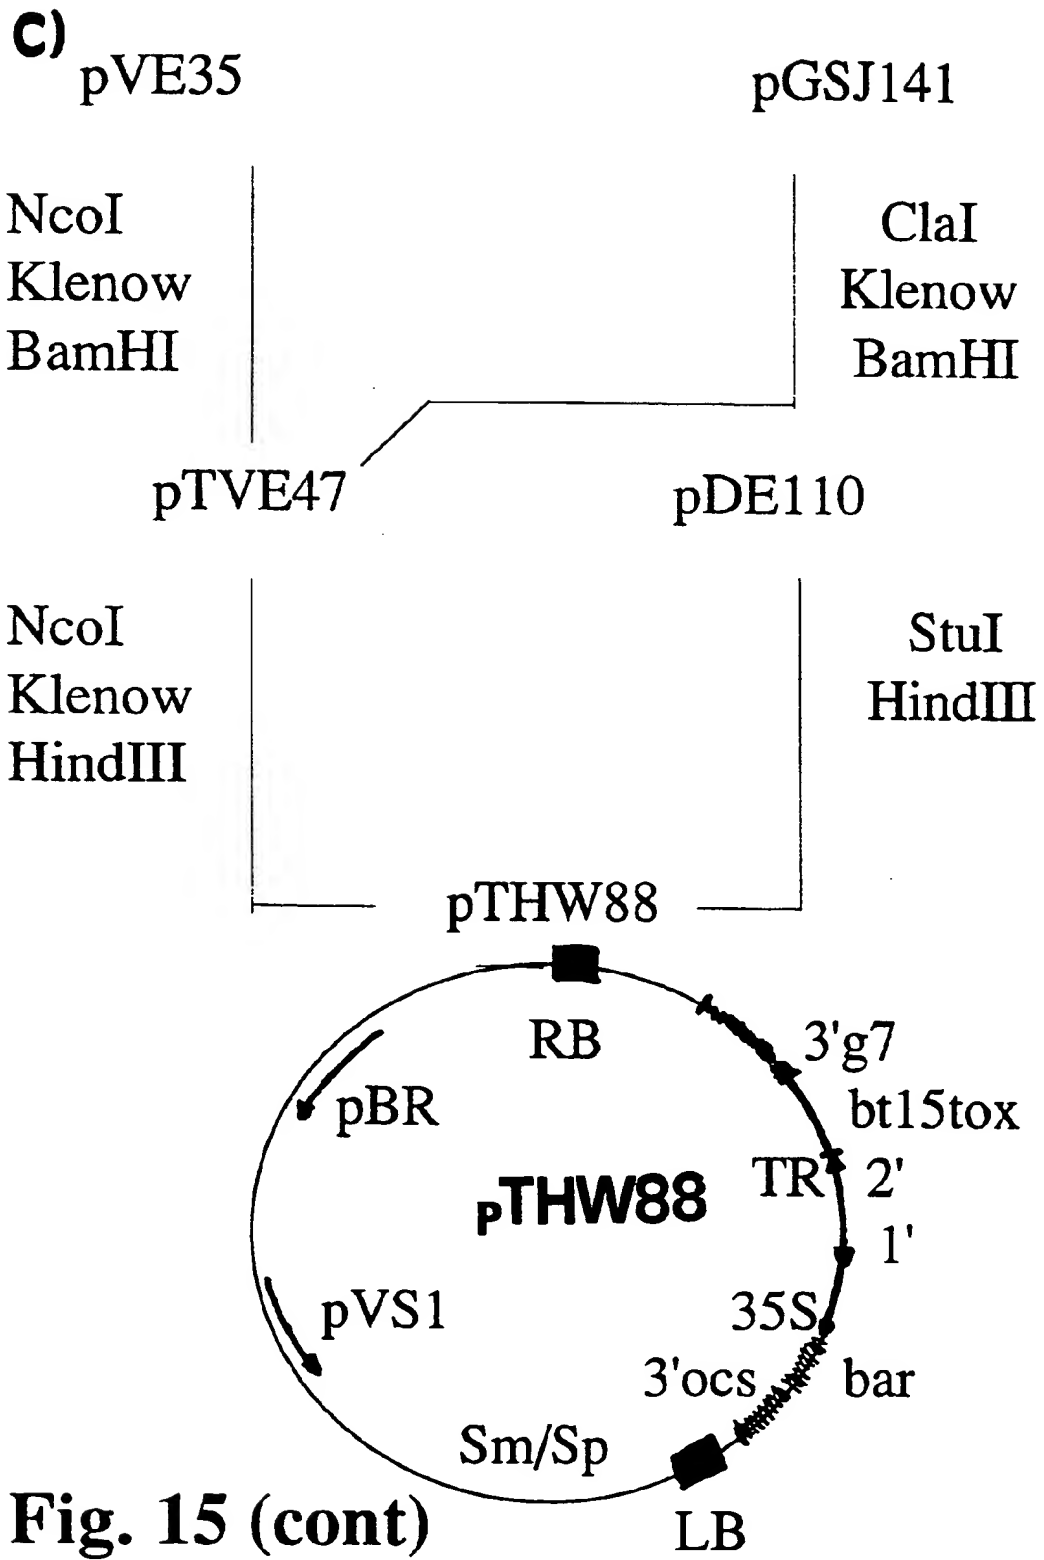 C)
pVE35
pGSJ141
NcoI
Klenow
BamHI
ClaI
Klenow
BamHI
pTVE47
pDE110
NcoI
Klenow
HindIII
StuI
HindIII
pTHW88
RB
3'g7
pBR
bt15tox
TR
2'
pTHW88
1'
pVS1
35S
3'ocs
bar
Sm/Sp
Fig. 15 (cont)
LB